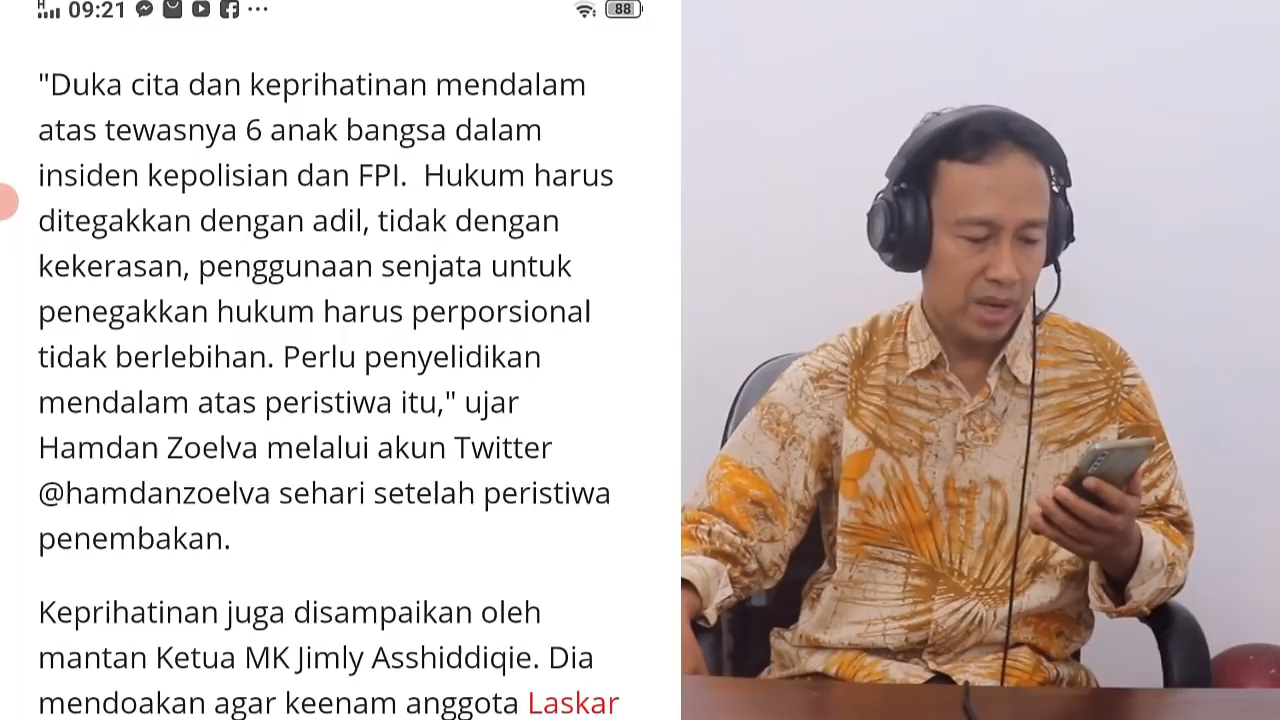 H 09:21 ...
88
"Duka cita dan keprihatinan mendalam
atas tewasnya 6 anak bangsa dalam
insiden kepolisian dan FPI. Hukum harus
ditegakkan dengan adil, tidak dengan
kekerasan, penggunaan senjata untuk
penegakkan hukum harus perporsional
tidak berlebihan. Perlu penyelidikan
mendalam atas peristiwa itu," ujar
Hamdan Zoelva melalui akun Twitter
@hamdanzoelva sehari setelah peristiwa
penembakan.
Keprihatinan juga disampaikan oleh
mantan Ketua MK Jimly Asshiddiqie. Dia
mendoakan agar keenam anggota Laskar